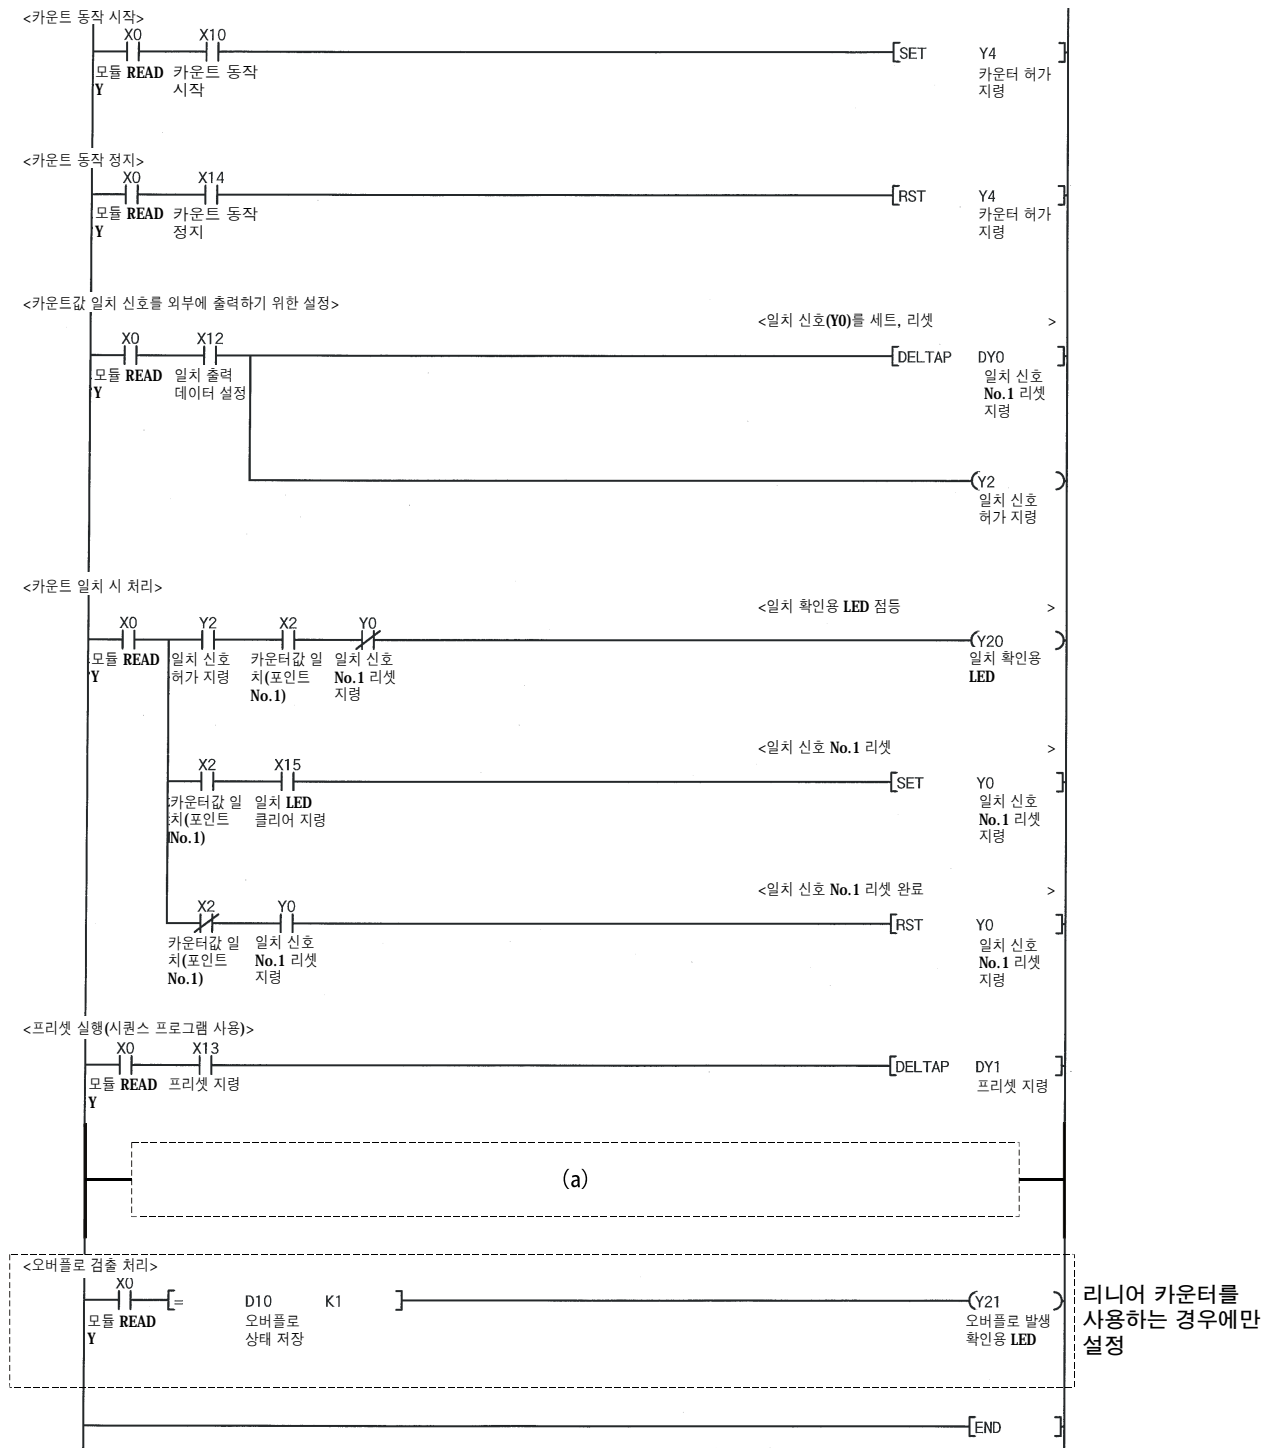 <카운트 동작 시작>
X0 X10
[SET Y4 ]
모듈 READ 카운트 동작 카운터 허가
Y 시작 지령
<카운트 동작 정지>
X0 X14
[RST Y4 ]
모듈 READ 카운트 동작 카운터 허가
Y 정지 지령
<카운트값 일치 신호를 외부에 출력하기 위한 설정>
<일치 신호(Y0)를 세트, 리셋 >
X0 X12
[DELTAP DY0 ]
모듈 READ 일치 출력 일치 신호
Y 데이터 설정 No.1 리셋
지령
(Y2 )
일치 신호
허가 지령
<카운트 일치 시 처리>
<일치 확인용 LED 점등 >
X0 Y2 X2 Y0
(Y20 )
모듈 READ 일치 신호 카운터값 일 일치 신호 일치 확인용
Y 허가 지령 치(포인트 No.1 리셋 LED
No.1) 지령
<일치 신호 No.1 리셋 >
X2 X15
[SET Y0 ]
카운터값 일 일치 LED 일치 신호
치(포인트 클리어 지령 No.1 리셋
No.1) 지령
<일치 신호 No.1 리셋 완료 >
X2 Y0
[RST Y0 ]
카운터값 일 일치 신호 일치 신호
치(포인트 No.1 리셋 No.1 리셋
No.1) 지령 지령
<프리셋 실행(시퀀스 프로그램 사용)>
X0 X13
[DELTAP DY1 ]
모듈 READ 프리셋 지령 프리셋 지령
Y
(a)
<오버플로 검출 처리>
X0
[= D10 K1 ] (Y21 )
모듈 READ 오버플로 오버플로 발생
Y 상태 저장 확인용 LED
리니어 카운터를
사용하는 경우에만
설정
[END ]